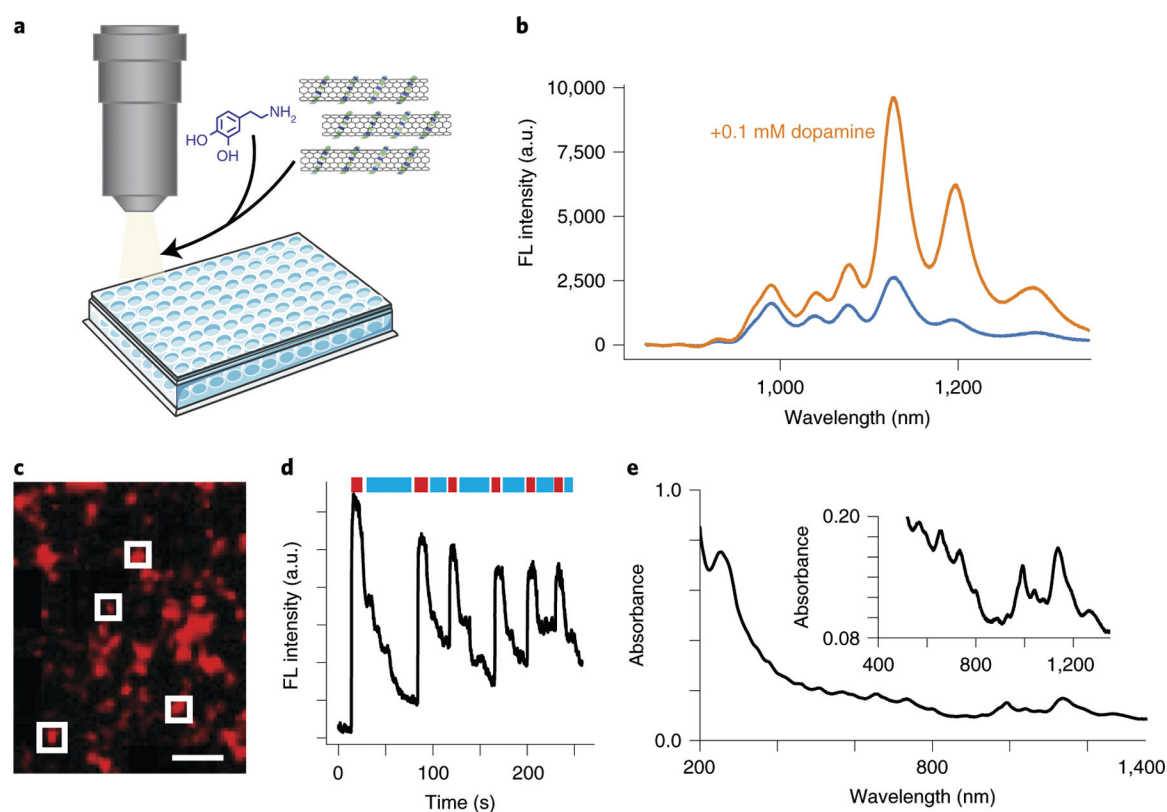 a
NH2
HO
OH
b
10,000
7,500
5,000
2,500
0
+0.1 mM dopamine
FL intensity (a.u.)
1,000
1,200
Wavelength (nm)
c
d
FL intensity (a.u.)
0
100
200
Time (s)
e
1.0
0.0
Absorbance
200
800
1,400
Wavelength (nm)
0.20
0.08
Absorbance
400
800
1,200